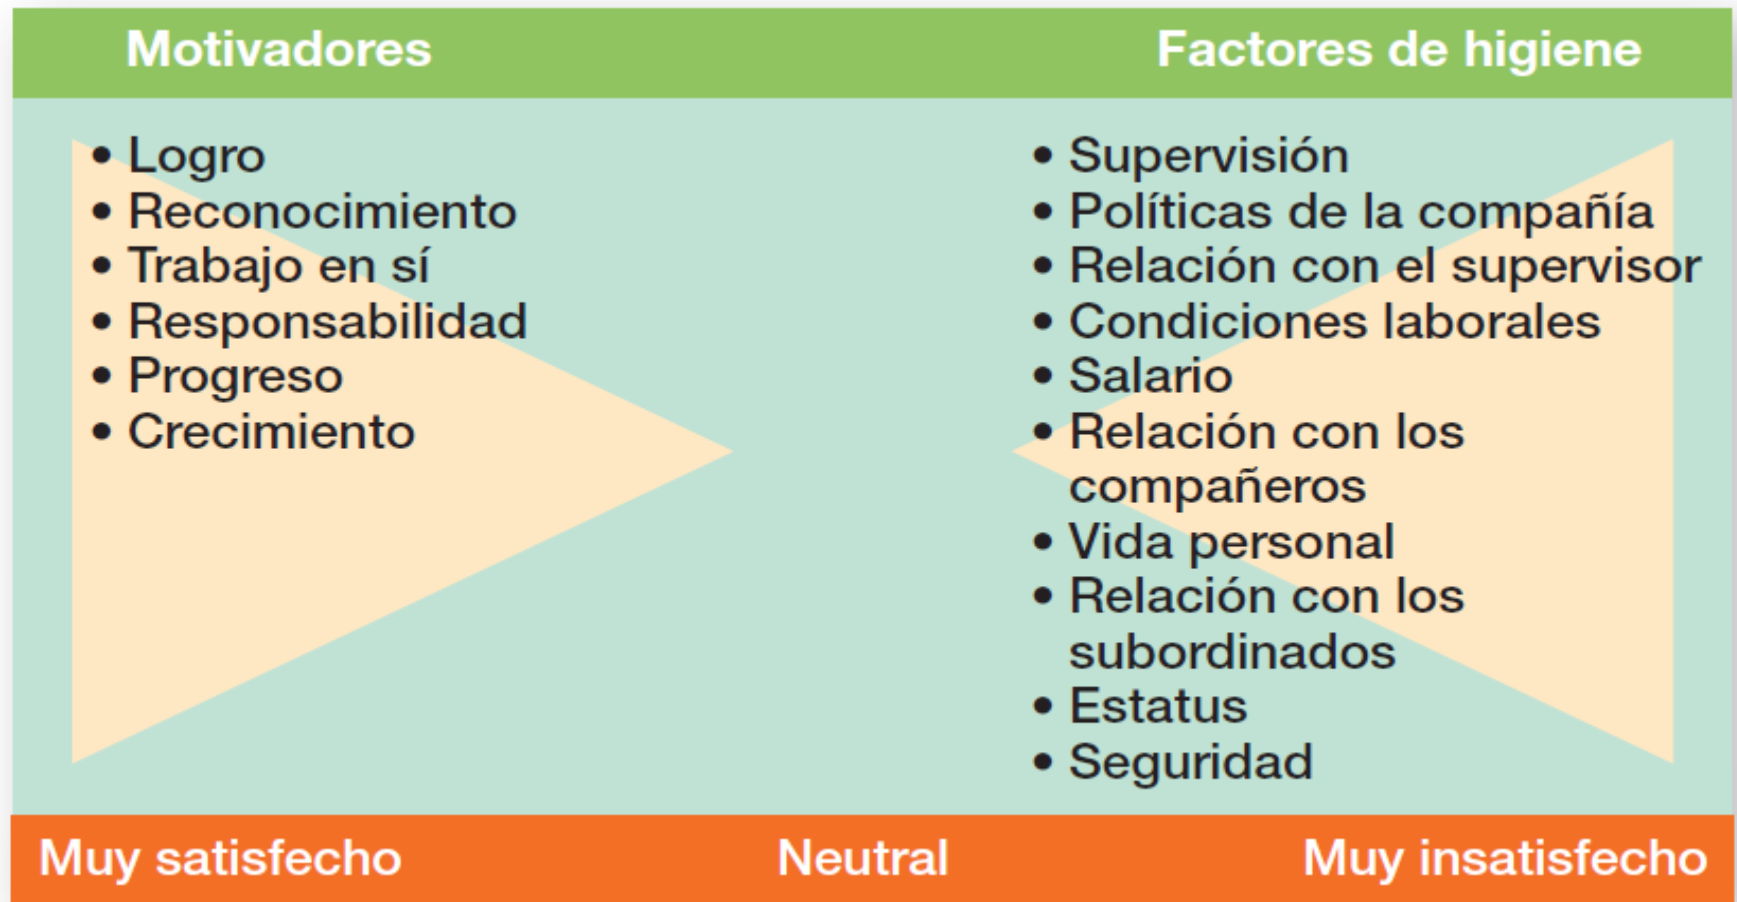 Motivadores
Factores de higiene
• Logro
• Reconocimiento
• Trabajo en sí
• Responsabilidad
• Progreso
• Crecimiento
• Supervisión
• Políticas de la compañía
• Relación con el supervisor
• Condiciones laborales
• Salario
• Relación con los
compañeros
• Vida personal
• Relación con los
subordinados
• Estatus
• Seguridad
Muy satisfecho
Neutral
Muy insatisfecho